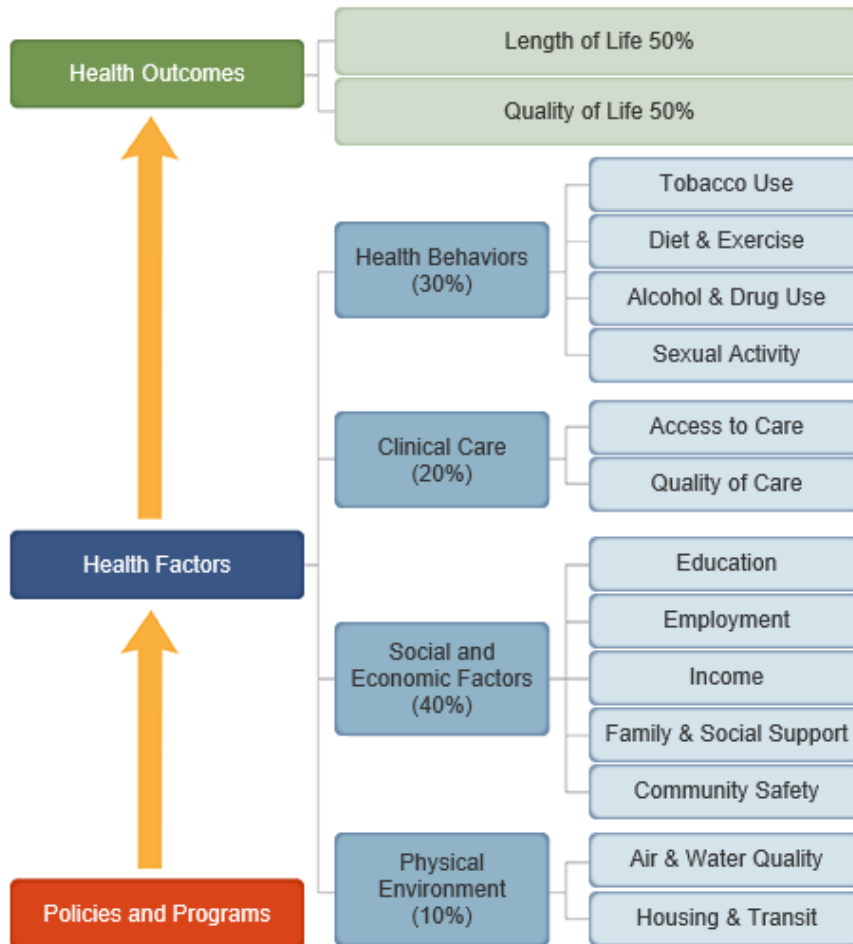 Health Outcomes
Length of Life 50%
Quality of Life 50%
Health Factors
Health Behaviors
(30%)
Tobacco Use
Diet & Exercise
Alcohol & Drug Use
Sexual Activity
Clinical Care
(20%)
Access to Care
Quality of Care
Social and
Economic Factors
(40%)
Education
Employment
Income
Family & Social Support
Community Safety
Physical
Environment
(10%)
Air & Water Quality
Housing & Transit
Policies and Programs